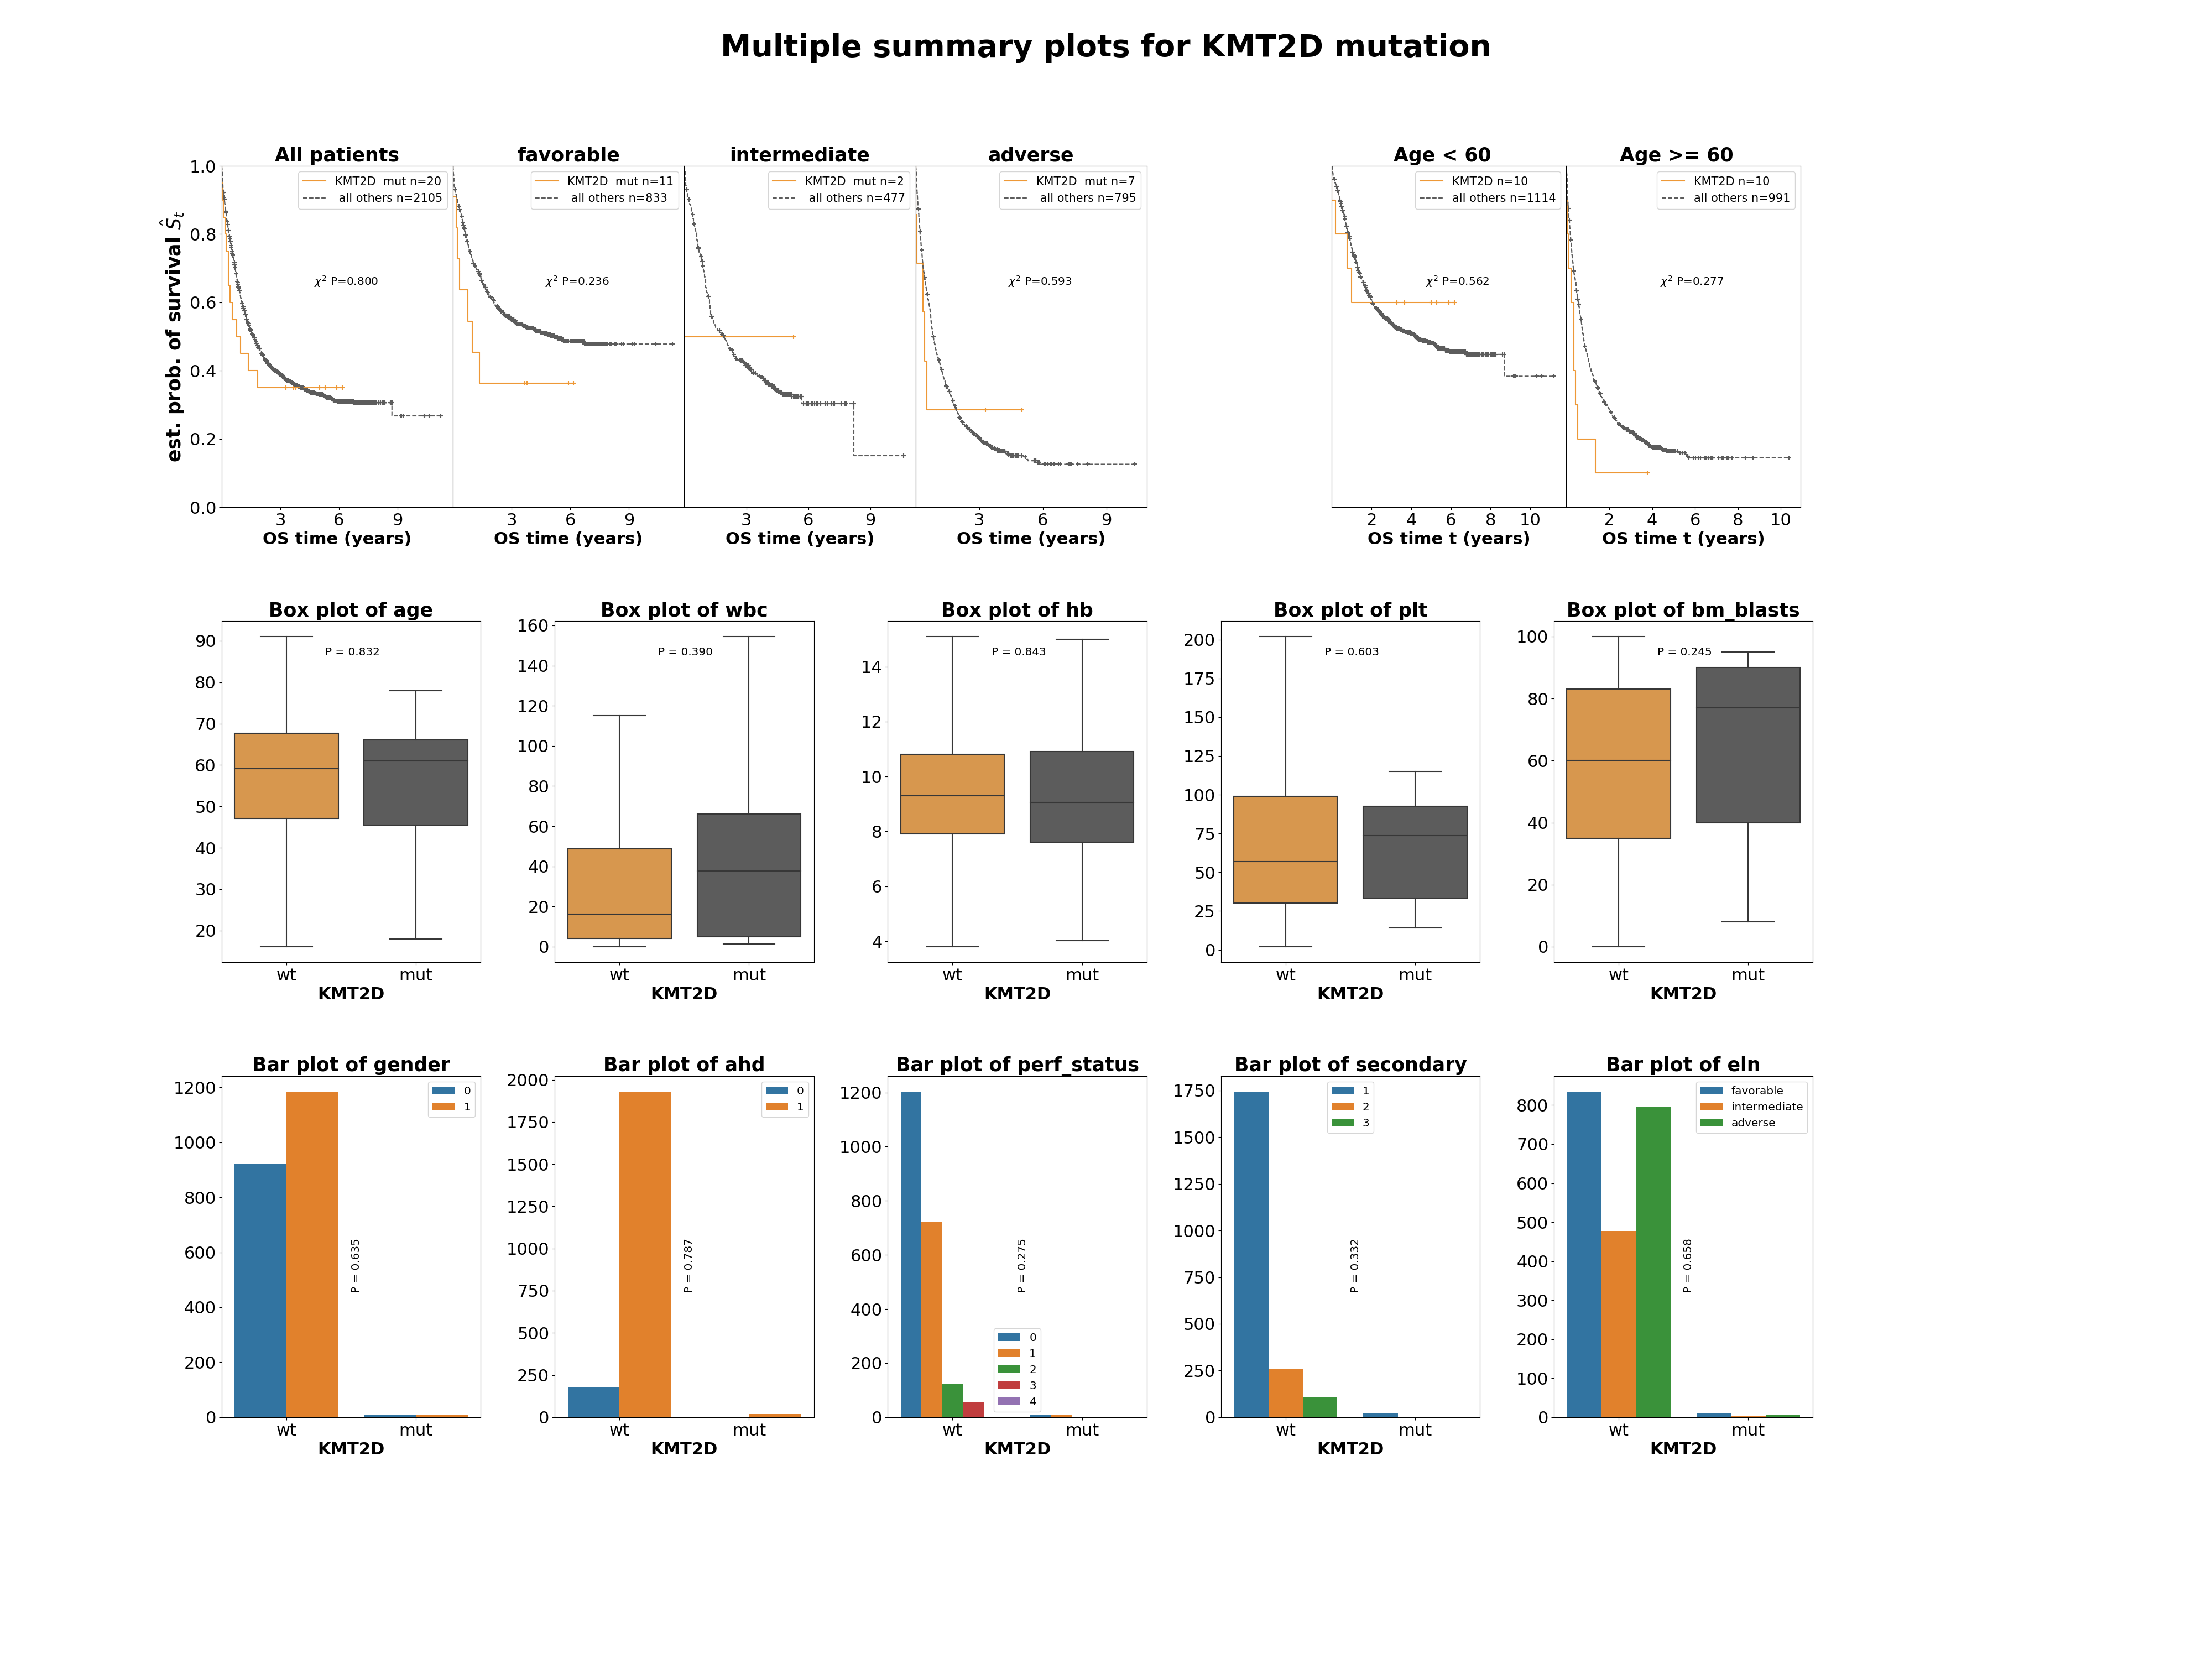 Multiple summary plots for KMT2D mutation
All patients
favorable
intermediate
adverse
Age < 60
Age >= 60
est. prob. of survival $\hat{S}_t$
1.0
0.8
0.6
0.4
0.2
0.0
KMT2D mut n=20
all others n=2105
χ² P=0.800
3 6 9
OS time (years)
KMT2D mut n=11
all others n=833
χ² P=0.236
3 6 9
OS time (years)
KMT2D mut n=2
all others n=477
3 6 9
OS time (years)
KMT2D mut n=7
all others n=795
χ² P=0.593
3 6 9
OS time (years)
KMT2D n=10
all others n=1114
χ² P=0.562
2 4 6 8 10
OS time t (years)
KMT2D n=10
all others n=991
χ² P=0.277
2 4 6 8 10
OS time t (years)
Box plot of age
90
80
70
60
50
40
30
20
P = 0.832
wt mut
KMT2D
Box plot of wbc
160
140
120
100
80
60
40
20
0
P = 0.390
wt mut
KMT2D
Box plot of hb
14
12
10
8
6
4
P = 0.843
wt mut
KMT2D
Box plot of plt
200
175
150
125
100
75
50
25
0
P = 0.603
wt mut
KMT2D
Box plot of bm_blasts
100
80
60
40
20
0
P = 0.245
wt mut
KMT2D
Bar plot of gender
1200
1000
800
600
400
200
0
0
1
P = 0.635
wt mut
KMT2D
Bar plot of ahd
2000
1750
1500
1250
1000
750
500
250
0
0
1
P = 0.787
wt mut
KMT2D
Bar plot of perf_status
1200
1000
800
600
400
200
0
P = 0.275
0
1
2
3
4
wt mut
KMT2D
Bar plot of secondary
1750
1500
1250
1000
750
500
250
0
1
2
3
P = 0.332
wt mut
KMT2D
Bar plot of eln
800
700
600
500
400
300
200
100
0
favorable
intermediate
adverse
P = 0.658
wt mut
KMT2D